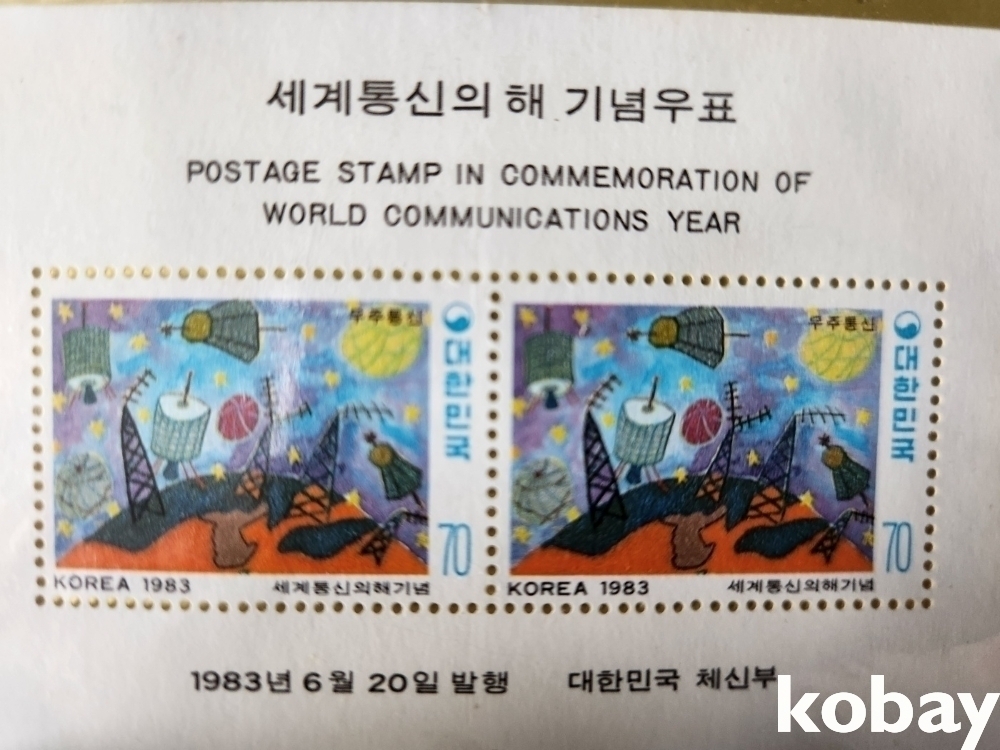 세계통신의 해 기념우표
POSTAGE STAMP IN COMMEMORATION OF
WORLD COMMUNICATIONS YEAR
우주통신
대한민국
70
KOREA 1983 세계통신의해기념
우주통신
대한민국
70
KOREA 1983 세계통신의해기념
1983년 6월 20일 발행 대한민국 체신부
kobay